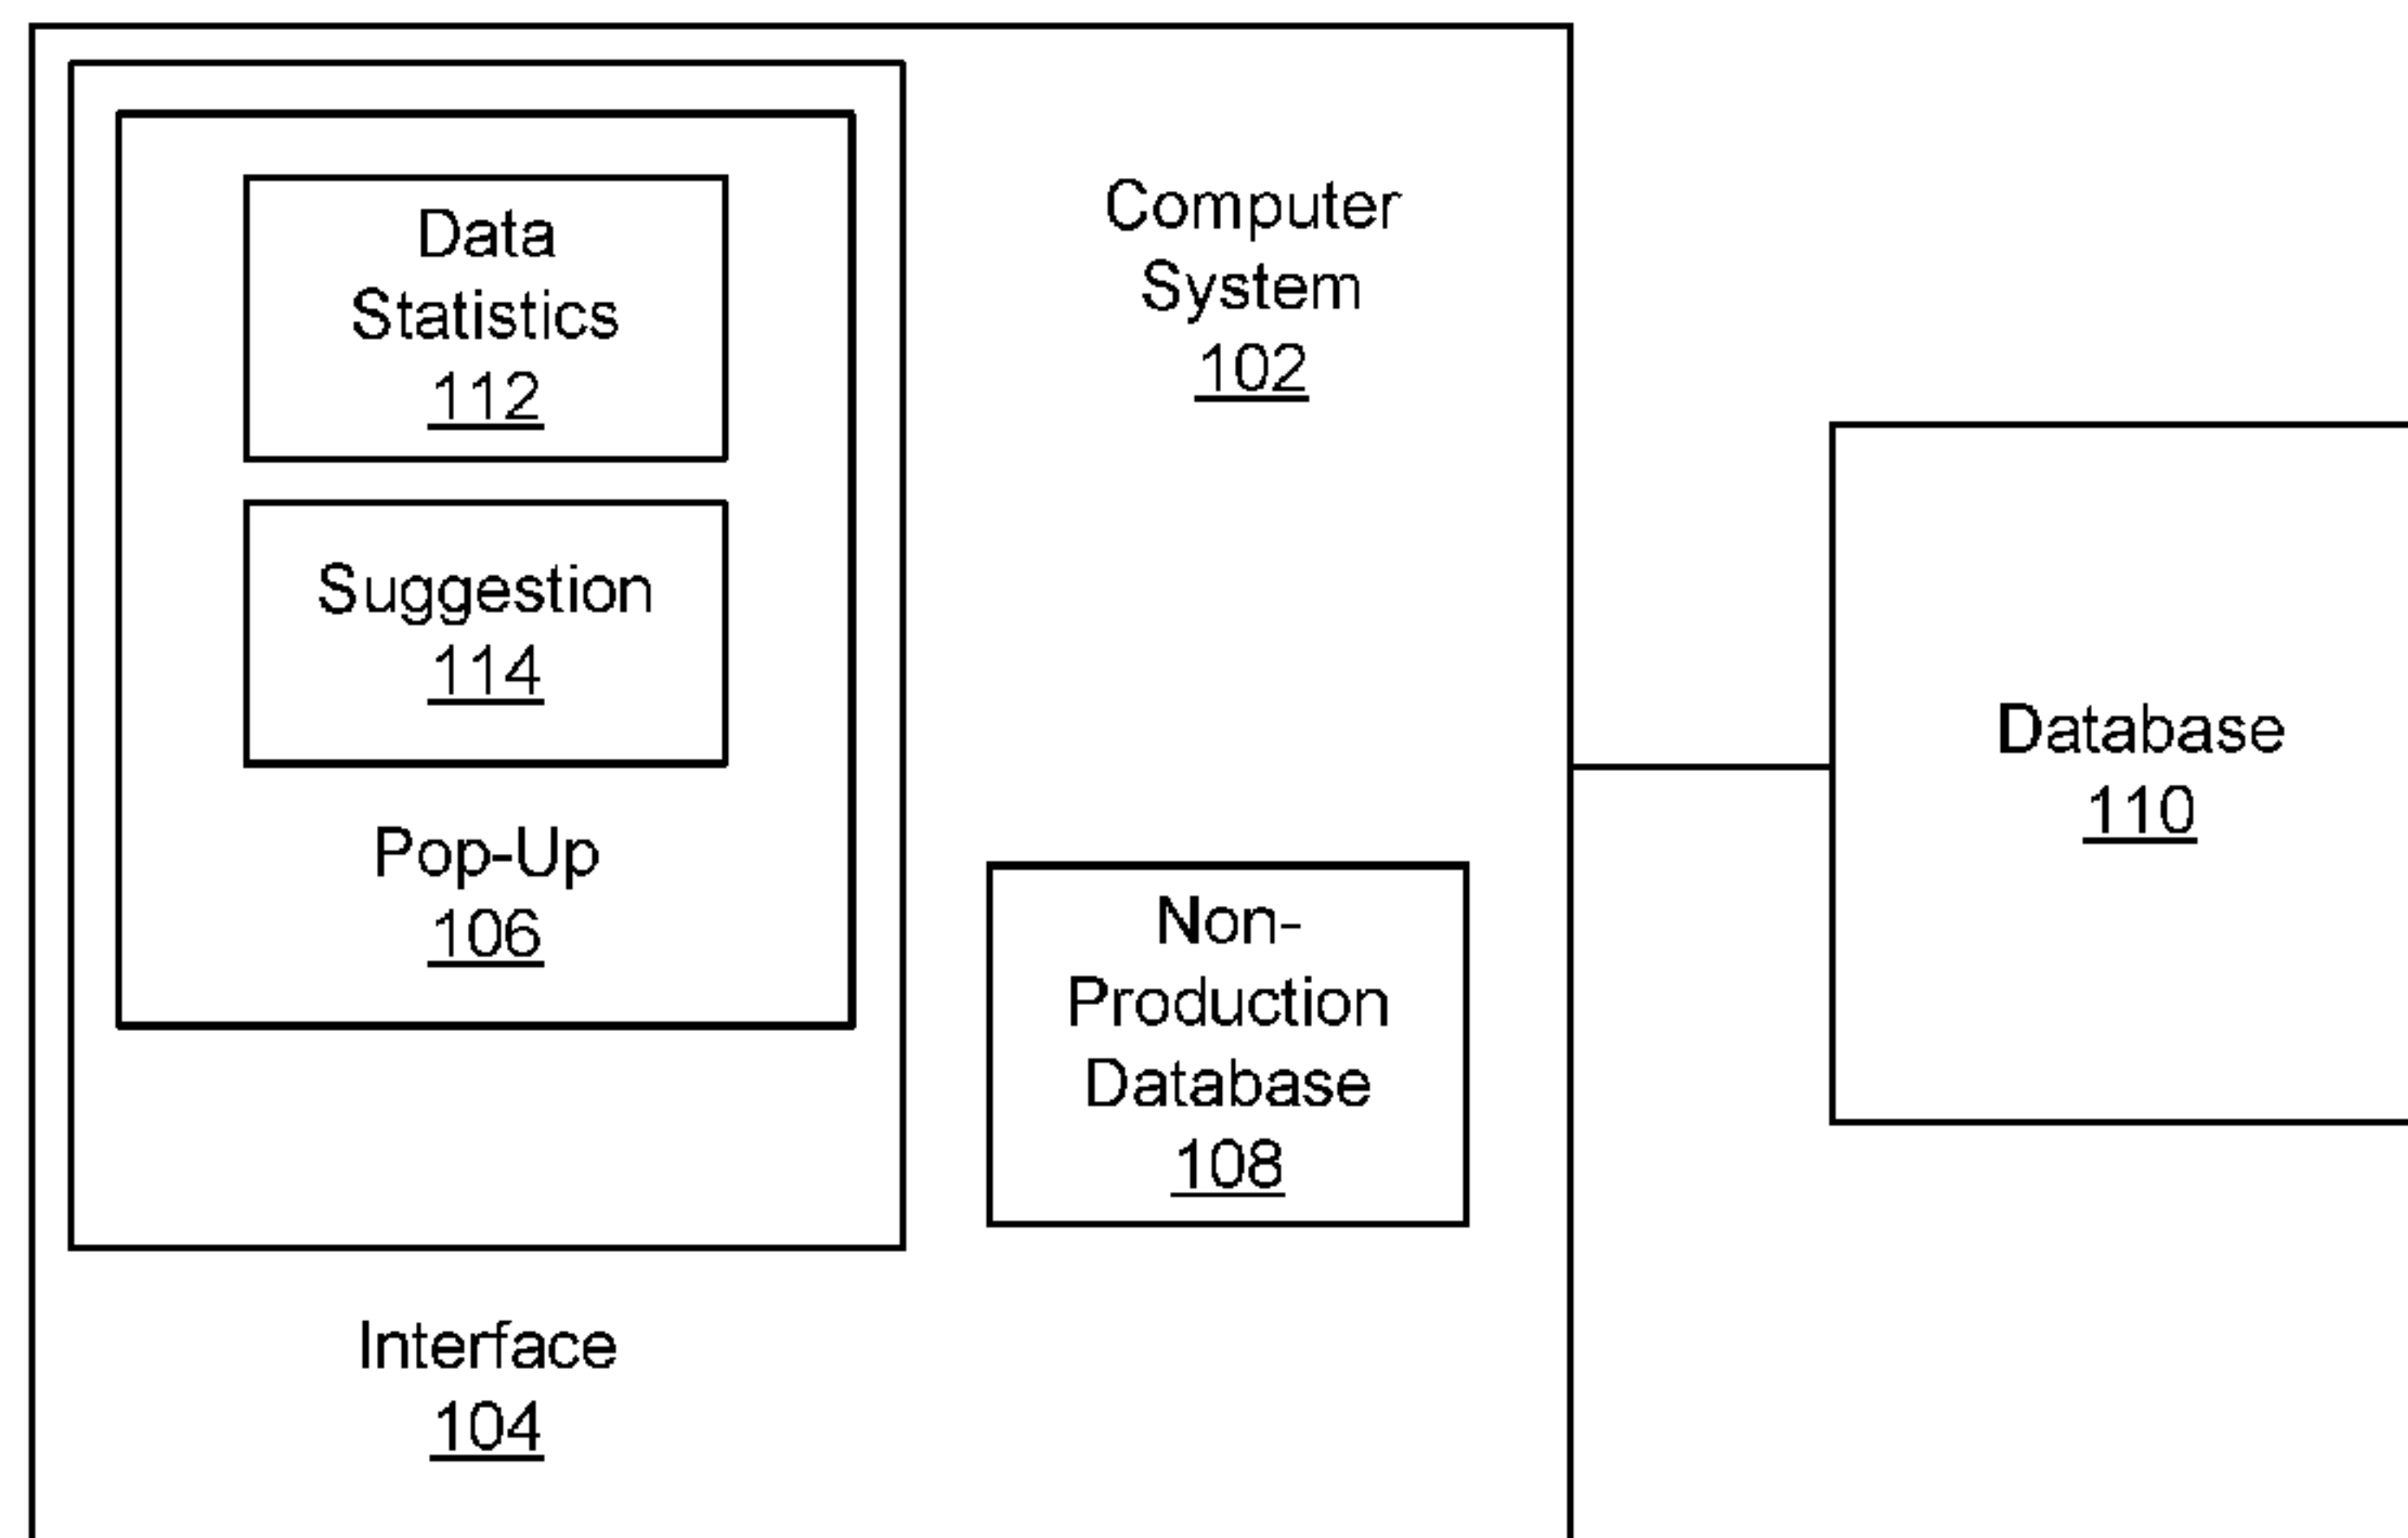 Data
Statistics
112
Suggestion
114
Pop-Up
106
Interface
104
Computer
System
102
Non-
Production
Database
108
Database
110